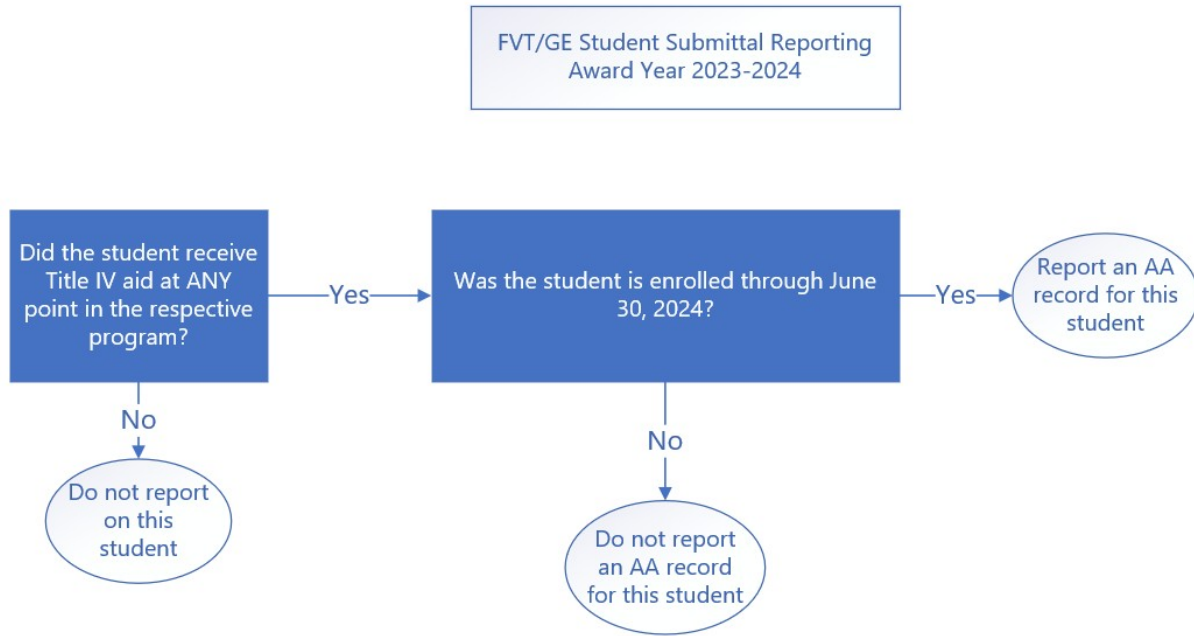 FVT/GE Student Submittal Reporting
Award Year 2023-2024
Did the student receive
Title IV aid at ANY
point in the respective
program?
Yes
Was the student is enrolled through June
30, 2024?
Yes
Report an AA
record for this
student
No
Do not report
on this
student
No
Do not report
an AA record
for this student